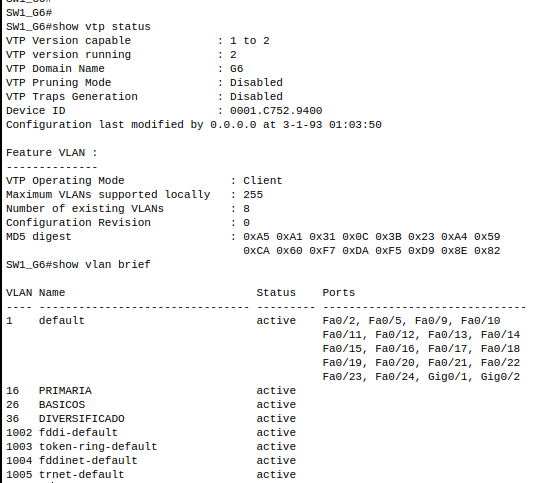 SW1_G6#
SW1_G6#
SW1_G6#show vtp status
VTP Version capable             : 1 to 2
VTP version running             : 2
VTP Domain Name                 : G6
VTP Pruning Mode                : Disabled
VTP Traps Generation            : Disabled
Device ID                       : 0001.C752.9400
Configuration last modified by 0.0.0.0 at 3-1-93 01:03:50

Feature VLAN :
--------------
VTP Operating Mode                : Client
Maximum VLANs supported locally   : 255
Number of existing VLANs          : 8
Configuration Revision            : 0
MD5 digest                        : 0xA5 0xA1 0x31 0x0C 0x3B 0x23 0xA4 0x59
                                    0xCA 0x60 0xF7 0xDA 0xF5 0xD9 0x8E 0x82
SW1_G6#show vlan brief

VLAN Name                             Status    Ports
---- -------------------------------- --------- -------------------------------
1    default                          active    Fa0/2, Fa0/5, Fa0/9, Fa0/10
                                                Fa0/11, Fa0/12, Fa0/13, Fa0/14
                                                Fa0/15, Fa0/16, Fa0/17, Fa0/18
                                                Fa0/19, Fa0/20, Fa0/21, Fa0/22
                                                Fa0/23, Fa0/24, Gig0/1, Gig0/2
16   PRIMARIA                         active
26   BASICOS                          active
36   DIVERSIFICADO                    active
1002 fddi-default                     active
1003 token-ring-default               active
1004 fddinet-default                  active
1005 trnet-default                    active